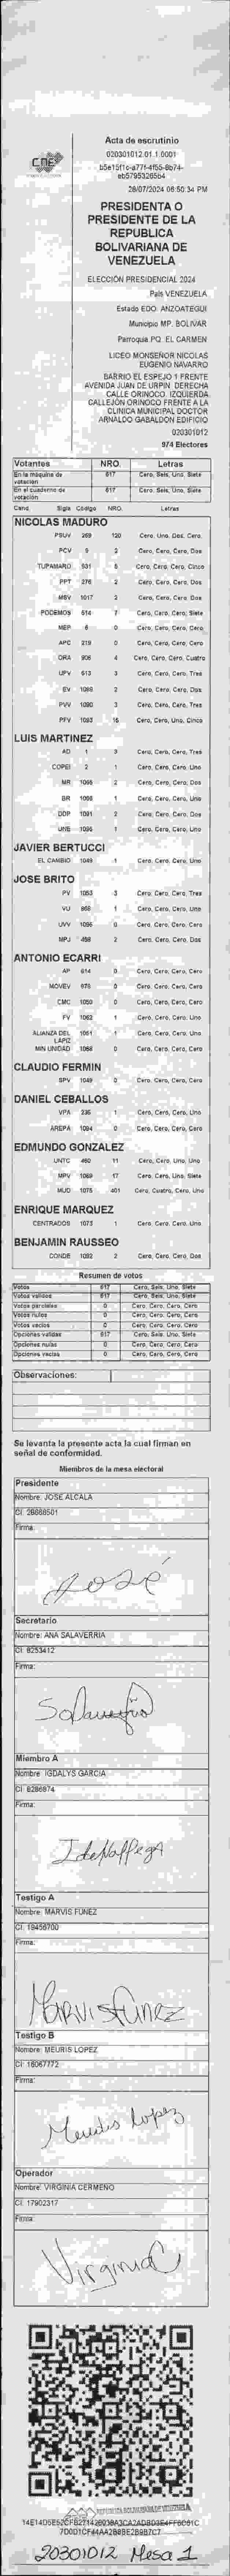 Acta de escrutinio
CNE
020301012.01.1.0001
28/07/2024 06:50:34 PM
PRESIDENTA O
PRESIDENTE DE LA
REPUBLICA
BOLIVARIANA DE
VENEZUELA
ELECCIÓN PRESIDENCIAL 2024
País VENEZUELA
Estado EDO. ANZOATEGUI
Municipio MP. BOLIVAR
Parroquia PQ. EL CARMEN
LICEO MONSEÑOR NICOLAS
EUGENIO NAVARRO
BARRIO EL ESPEJO 1 FRENTE
AVENIDA JUAN DE URPIN. DERECHA
CALLE ORINOCO. IZQUIERDA
CALLEJÓN ORINOCO FRENTE A LA
CLINICA MUNICIPAL DOCTOR
ARNALDO GABALDON EDIFICIO
020301012
974 Electores
Votantes NRO. Letras
En la máquina de votación 617 Cero, Seis, Uno, Siete
En el cuaderno de votación 617 Cero, Seis, Uno, Siete
Cand. Sigla Código NRO. Letras
NICOLAS MADURO
PSUV 269 120 Cero, Uno, Dos, Cero
PCV 9 2 Cero, Cero, Cero, Dos
TUPAMARO 531 5 Cero, Cero, Cero, Cinco
PPT 276 2 Cero, Cero, Cero, Dos
MSV 1017 2 Cero, Cero, Cero, Dos
PODEMOS 614 7 Cero, Cero, Cero, Siete
MEP 6 0 Cero, Cero, Cero, Cero
APC 219 0 Cero, Cero, Cero, Cero
ORA 906 4 Cero, Cero, Cero, Cuatro
UPV 613 3 Cero, Cero, Cero, Tres
EV 1086 2 Cero, Cero, Cero, Dos
PVV 1090 3 Cero, Cero, Cero, Tres
PFV 1093 15 Cero, Cero, Uno, Cinco
LUIS MARTINEZ
AD 1 3 Cero, Cero, Cero, Tres
COPEI 2 1 Cero, Cero, Cero, Uno
MR 1065 2 Cero, Cero, Cero, Dos
BR 1006 1 Cero, Cero, Cero, Uno
DDP 1091 2 Cero, Cero, Cero, Dos
UNE 1096 1 Cero, Cero, Cero, Uno
JAVIER BERTUCCI
EL CAMBIO 1049 1 Cero, Cero, Cero, Uno
JOSE BRITO
PV 1053 3 Cero, Cero, Cero, Tres
VU 868 1 Cero, Cero, Cero, Uno
UVV 1096 0 Cero, Cero, Cero, Cero
MPJ 458 2 Cero, Cero, Cero, Dos
ANTONIO ECARRI
AP 614 0 Cero, Cero, Cero, Cero
MOVEV 978 0 Cero, Cero, Cero, Cero
CMC 1050 0 Cero, Cero, Cero, Cero
FV 1062 1 Cero, Cero, Cero, Uno
ALIANZA DEL LAPIZ 1051 1 Cero, Cero, Cero, Uno
MIN UNIDAD 1068 0 Cero, Cero, Cero, Cero
CLAUDIO FERMIN
SPV 1049 0 Cero, Cero, Cero, Cero
DANIEL CEBALLOS
VPA 235 1 Cero, Cero, Cero, Uno
AREPA 1094 0 Cero, Cero, Cero, Cero
EDMUNDO GONZALEZ
UNTC 460 11 Cero, Cero, Uno, Uno
MPV 1069 17 Cero, Cero, Uno, Siete
MUD 1075 401 Cero, Cuatro, Cero, Uno
ENRIQUE MARQUEZ
CENTRADOS 1073 1 Cero, Cero, Cero, Uno
BENJAMIN RAUSSEO
CONDE 1092 2 Cero, Cero, Cero, Dos
Resumen de votos
Votos 617 Cero, Seis, Uno, Siete
Votos válidos 617 Cero, Seis, Uno, Siete
Votos parciales 0 Cero, Cero, Cero, Cero
Votos nulos 0 Cero, Cero, Cero, Cero
Votos vacíos 0 Cero, Cero, Cero, Cero
Opciones válidas 617 Cero, Seis, Uno, Siete
Opciones nulas 0 Cero, Cero, Cero, Cero
Opciones vacías 0 Cero, Cero, Cero, Cero
Observaciones:
Se levanta la presente acta la cual firman en
señal de conformidad.
Miembros de la mesa electoral
Presidente
Nombre: JOSE ALCALA
CI: 28868501
Firma:
José
Secretario
Nombre: ANA SALAVERRIA
CI: 8253412
Firma:
Miembro A
Nombre: IGDALYS GARCIA
CI: 8286874
Firma:
Testigo A
Nombre: MARVIS FUNEZ
CI: 18456700
Firma:
Marvis Funez
Testigo B
Nombre: MEURIS LOPEZ
CI: 16067772
Firma:
Meuris Lopez
Operador
Nombre: VIRGINIA CERMEÑO
CI: 17902317
Firma:
Virginia C
REPUBLICA BOLIVARIANA DE VENEZUELA
20301012 Mesa 1